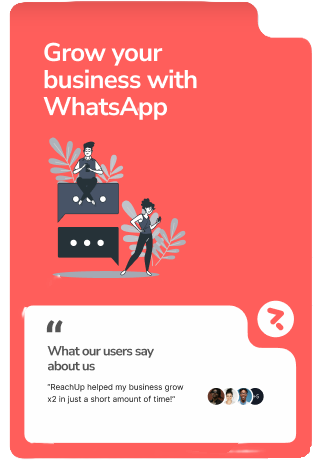 Grow your
business with
WhatsApp
“
What our users say
about us
"ReachUp helped my business grow
x2 in just a short amount of time!"
+5